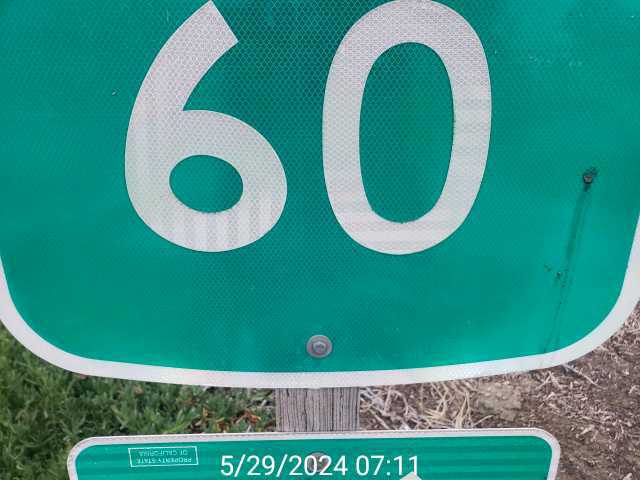 60
PROPERTY-STATE
OF CALIFORNIA
5/29/2024 07:11